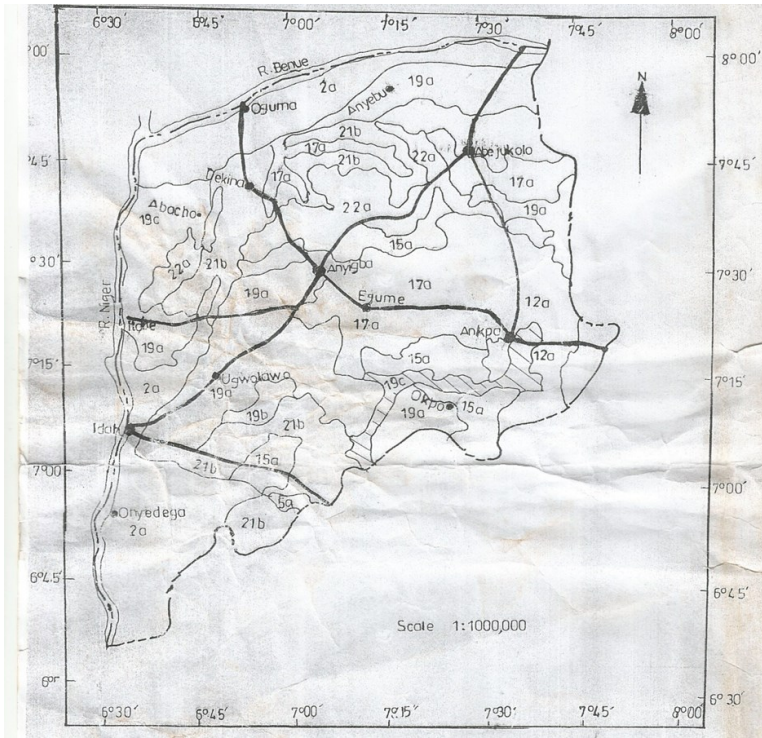 6°30′ 6°45′ 7°00′ 7°15′ 7°30′ 7°45′ 8°00′
°00′ 8°00′
R. Benue
2a
19a
Anyebu
N
Oguma
21b
17a
21b
22a
Abejukolo
°45′ 7°45′
Dekina
17a
17a
Abocho
19c
22a
19a
15a
22a
21b
Anyigba
7°30′ 7°30′
R. Niger
19a
Egume
17a
12a
Itobe
17a
Ankpa
19a
15a
12a
7°15′ 7°15′
2a
Ugwolawo
19a
19c
Okpo
15a
19a
19b
21b
Idah
15a
21b
7°00′ 7°00′
5a
Onyedega
2a
21b
6°45′ 6°45′
Scale 1:1000,000
6°30′
6°30′ 6°45′ 7°00′ 7°15′ 7°30′ 7°45′ 8°00′